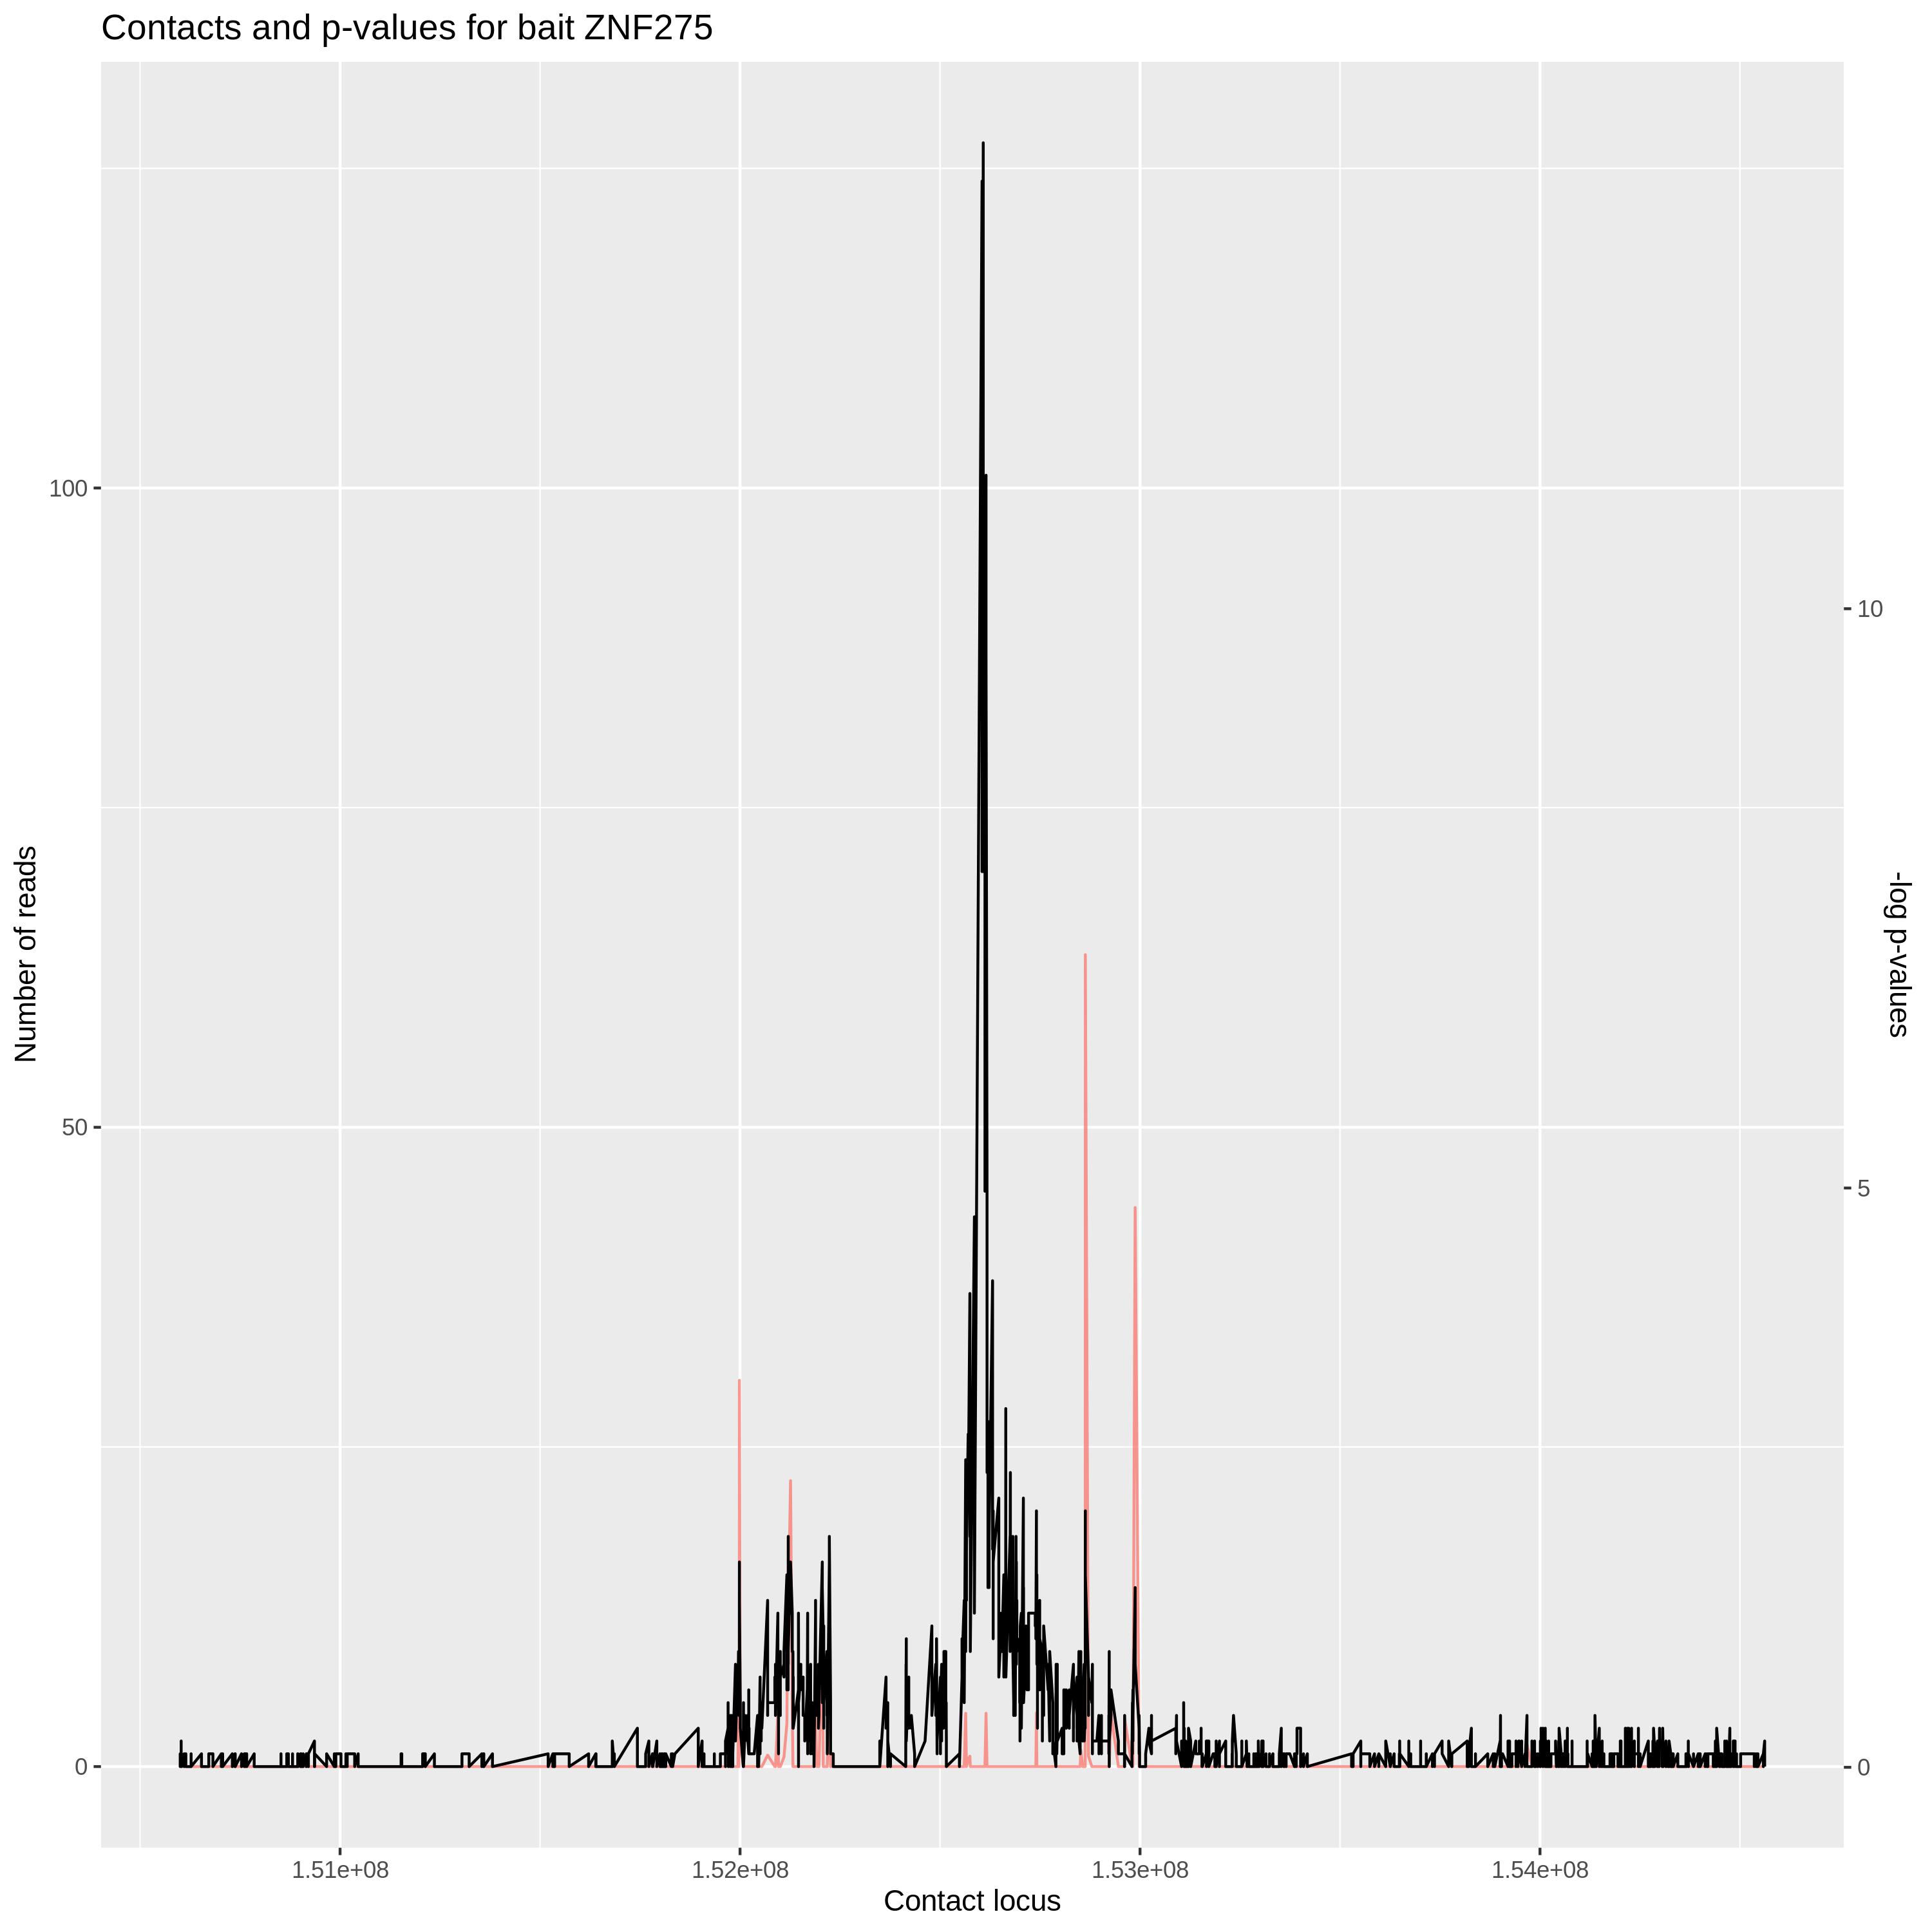 Contacts and p-values for bait ZNF275
Number of reads
100
50
0
-log p-values
10
5
0
1.51e+08
1.52e+08
1.53e+08
1.54e+08
Contact locus